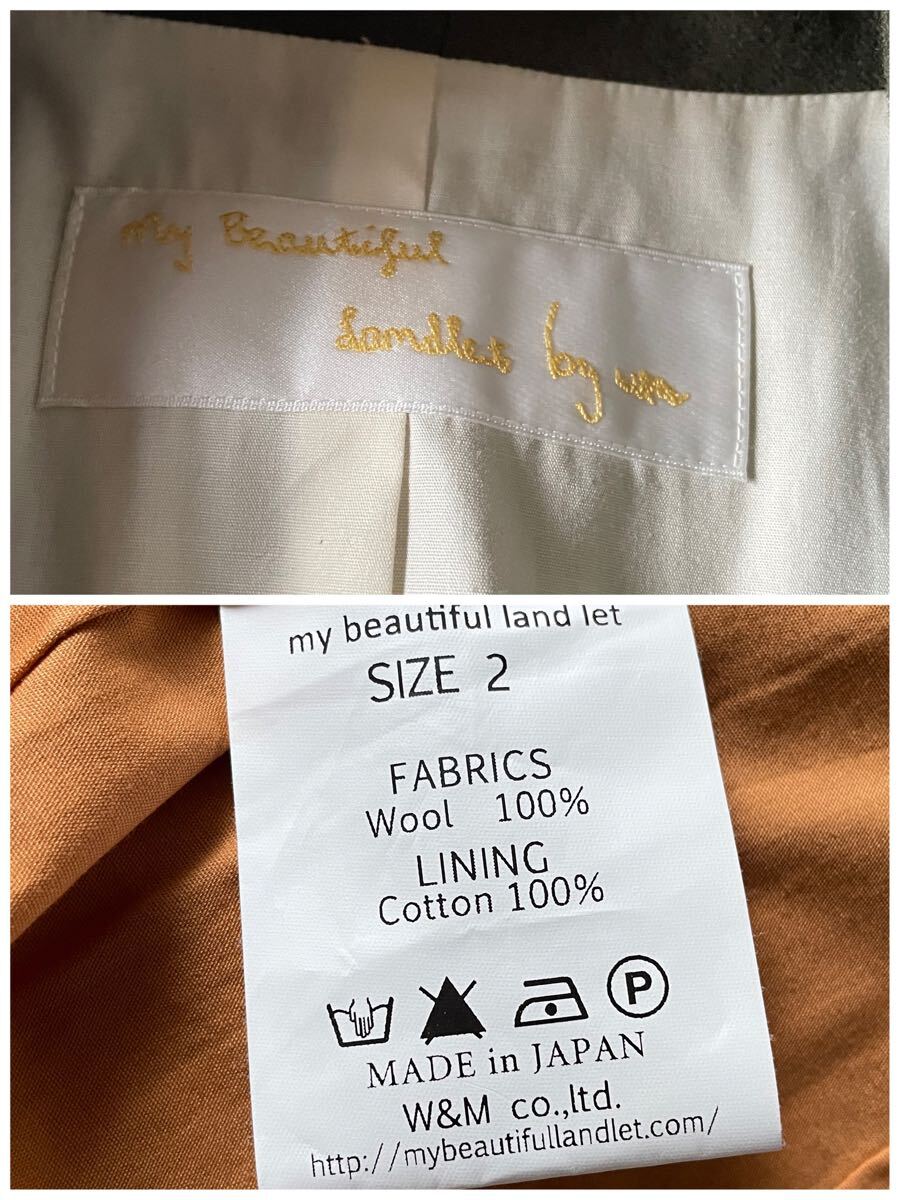 My Beautiful
landlet by um
my beautiful land let
SIZE 2
FABRICS
Wool 100%
LINING
Cotton 100%
P
MADE in JAPAN
W&M co.,ltd.
http://mybeautifullandlet.com/